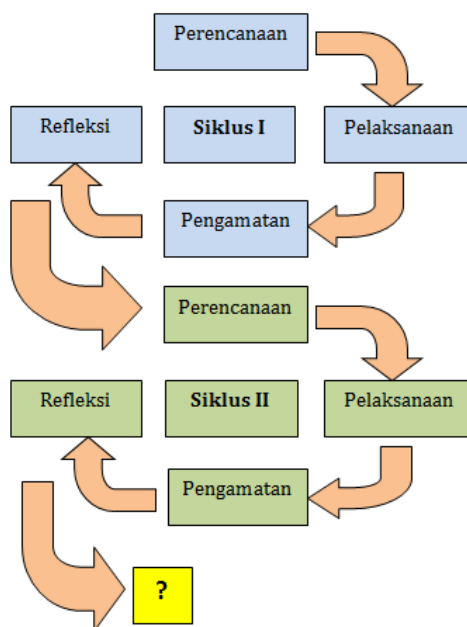 Perencanaan
Refleksi
Siklus I
Pelaksanaan
Pengamatan
Perencanaan
Refleksi
Siklus II
Pelaksanaan
Pengamatan
?